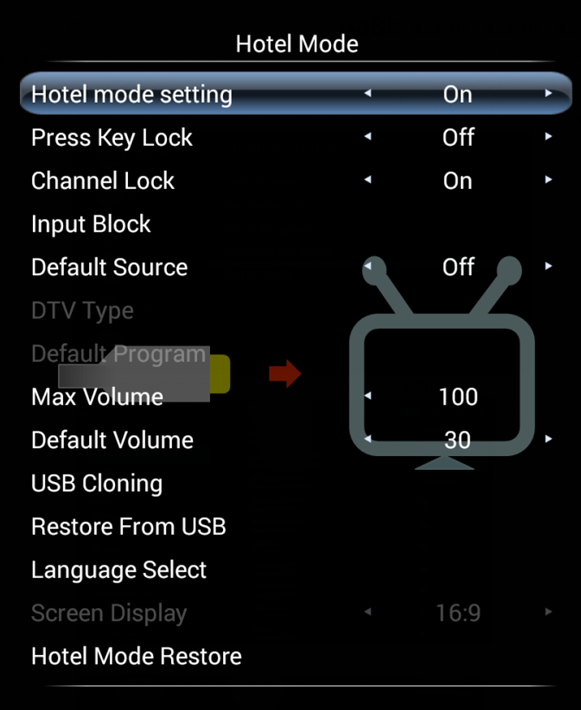 Hotel Mode
Hotel mode setting On
Press Key Lock Off
Channel Lock On
Input Block
Default Source Off
DTV Type
Default Program
Max Volume 100
Default Volume 30
USB Cloning
Restore From USB
Language Select
Screen Display 16:9
Hotel Mode Restore